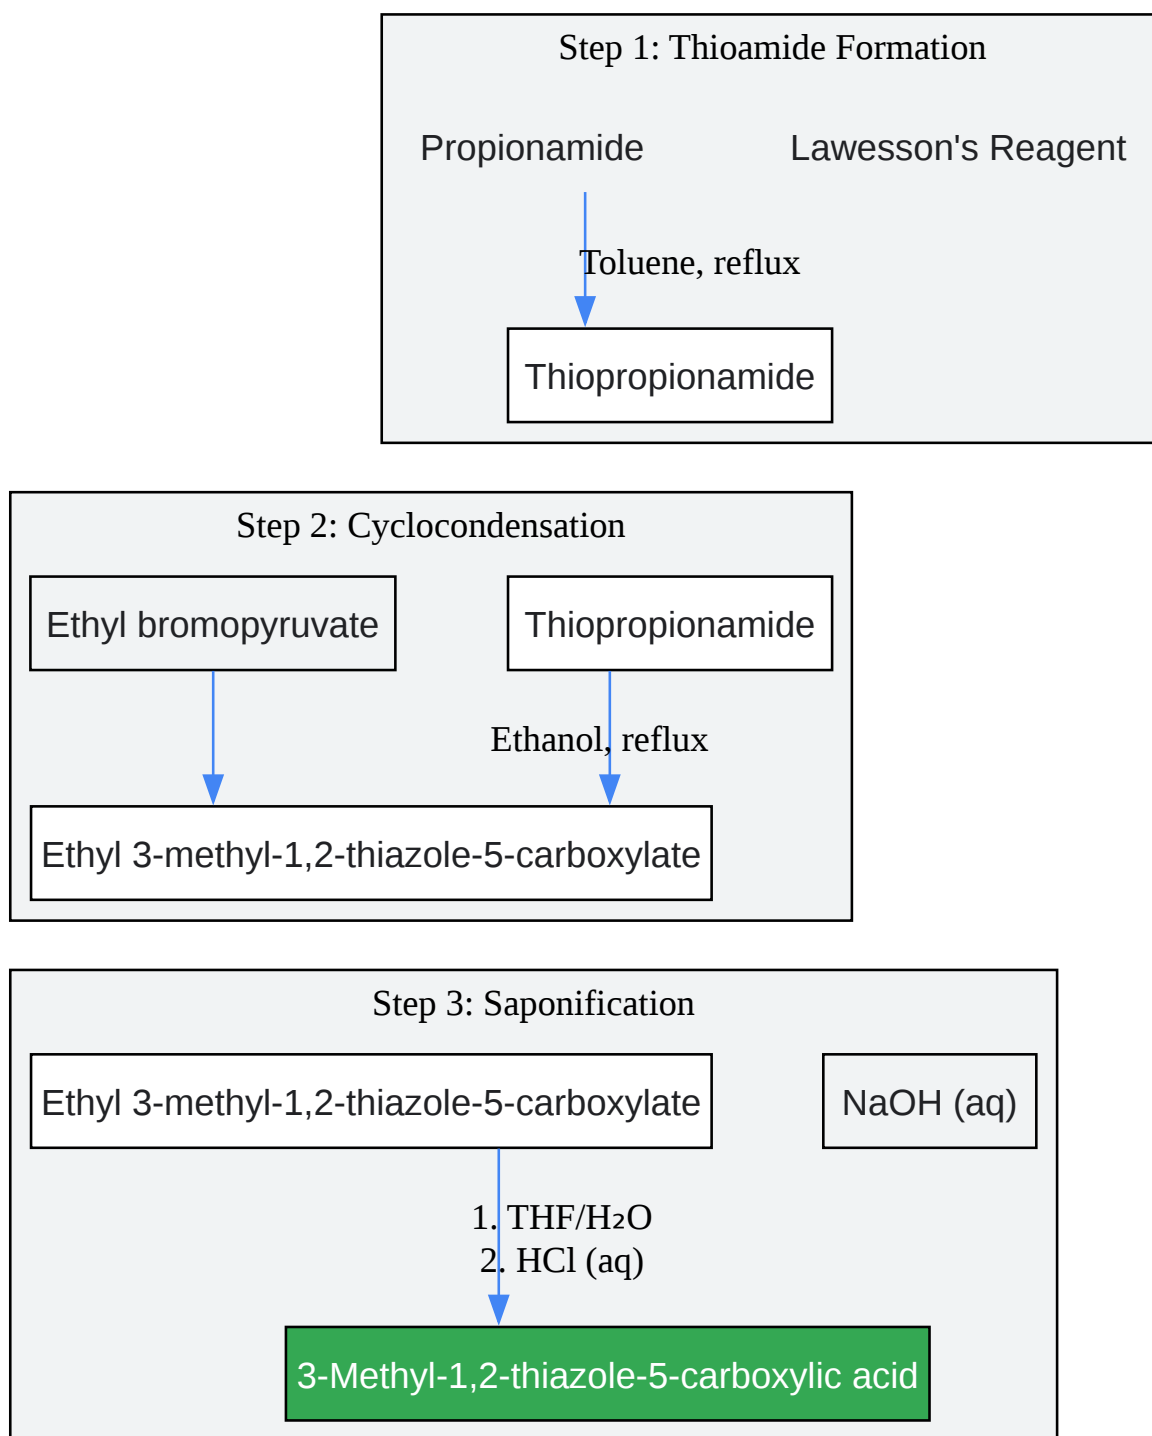 Step 1: Thioamide Formation
Propionamide
Lawesson's Reagent
Toluene, reflux
Thiopropionamide
Step 2: Cyclocondensation
Ethyl bromopyruvate
Thiopropionamide
Ethanol, reflux
Ethyl 3-methyl-1,2-thiazole-5-carboxylate
Step 3: Saponification
Ethyl 3-methyl-1,2-thiazole-5-carboxylate
NaOH (aq)
1. THF/H₂O
2. HCl (aq)
3-Methyl-1,2-thiazole-5-carboxylic acid